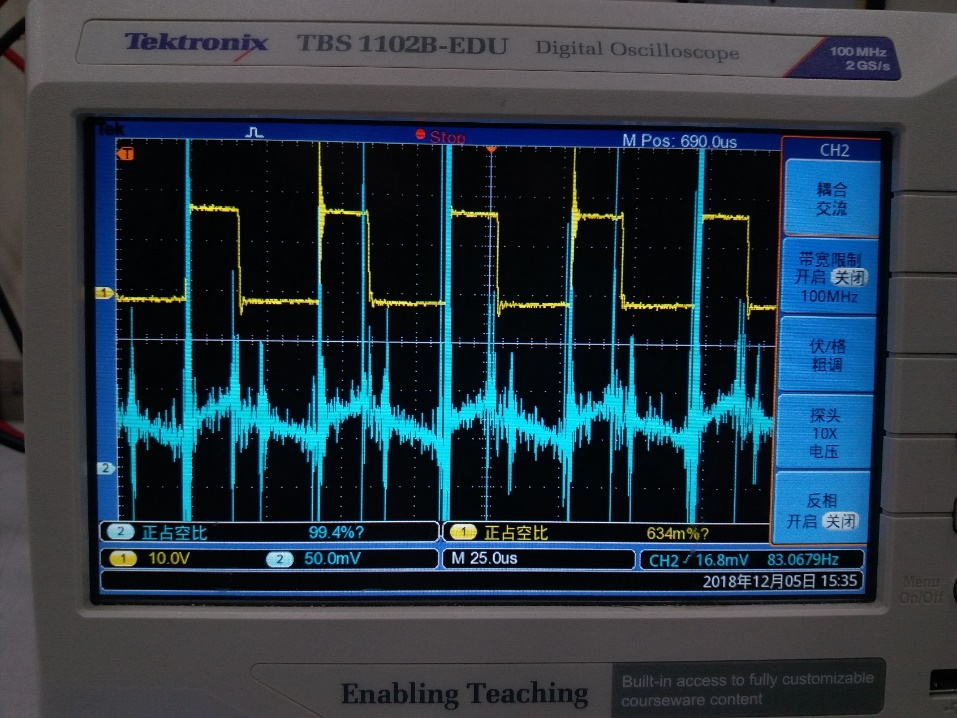 Tektronix TBS 1102B-EDU Digital Oscilloscope
100 MHz
2 GS/s
Tek
Stop
M Pos: 690.0us
CH2
T
耦合
交流
带宽限制
开启 关闭
100MHz
1
伏/格
粗调
探头
10X
电压
2
反相
开启 关闭
2 正占空比 99.4%?
1 正占空比 634m%?
1 10.0V 2 50.0mV M 25.0us CH2 16.8mV 83.0679Hz
2018年12月05日 15:35
Menu
On/Off
Enabling Teaching
Built-in access to fully customizable
courseware content